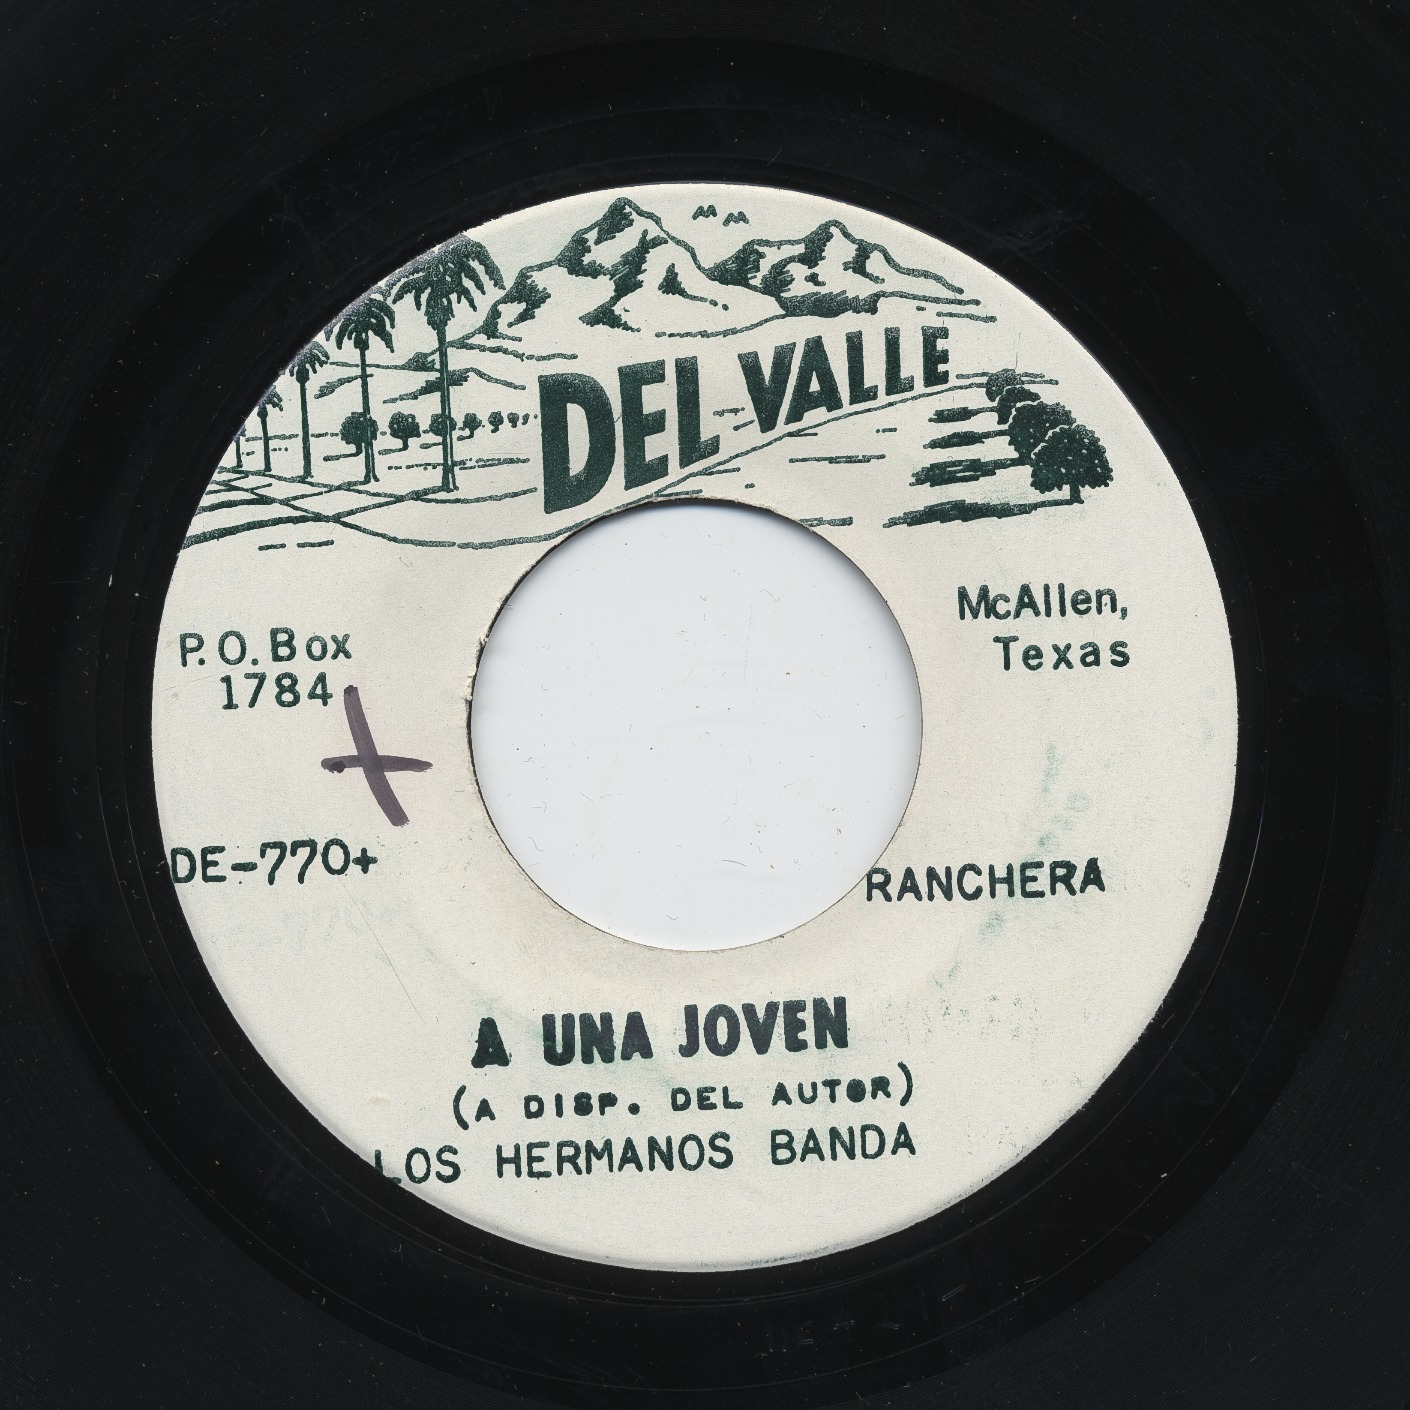 DEL VALLE
McAllen,
Texas
P.O. Box
1784
DE-770+
RANCHERA
A UNA JOVEN
(A DISP. DEL AUTOR)
LOS HERMANOS BANDA